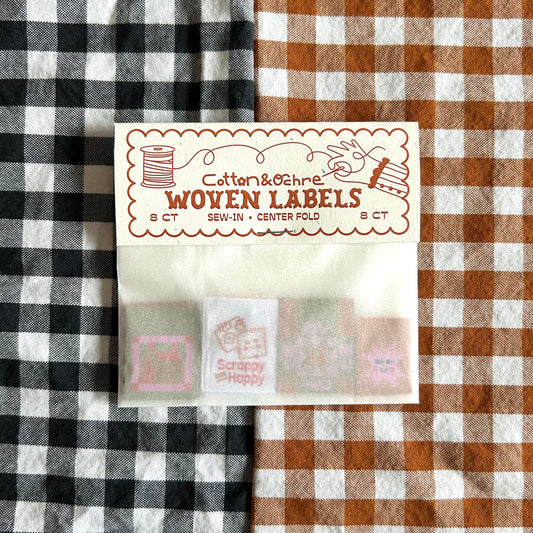 Cotton&Ochre
WOVEN LABELS
8 CT SEW-IN • CENTER FOLD 8 CT
Scrappy
Happy